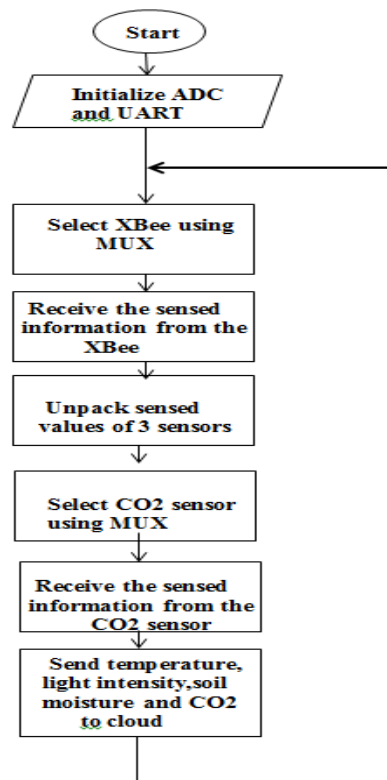 Start
Initialize ADC
and UART
Select XBee using
MUX
Receive the sensed
information from the
XBee
Unpack sensed
values of 3 sensors
Select CO2 sensor
using MUX
Receive the sensed
information from the
CO2 sensor
Send temperature,
light intensity,soil
moisture and CO2
to cloud